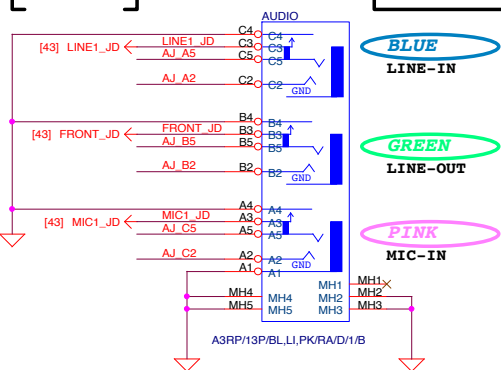 AUDIO
C4 C4
[43] LINE1_JD LINE1_JD C3 C3
AJ_A5 C5 C5
BLUE
LINE-IN
AJ_A2 C2 C2
GND
B4 B4
[43] FRONT_JD FRONT_JD B3 B3
AJ_B5 B5 B5
GREEN
LINE-OUT
AJ_B2 B2 B2
GND
A4 A4
[43] MIC1_JD MIC1_JD A3 A3
AJ_C5 A5 A5
PINK
MIC-IN
AJ_C2 A2 A2
GND
A1 A1
MH1 MH1
MH4 MH4 MH2 MH2
MH5 MH5 MH3 MH3
A3RP/13P/BL,LI,PK/RA/D/1/B